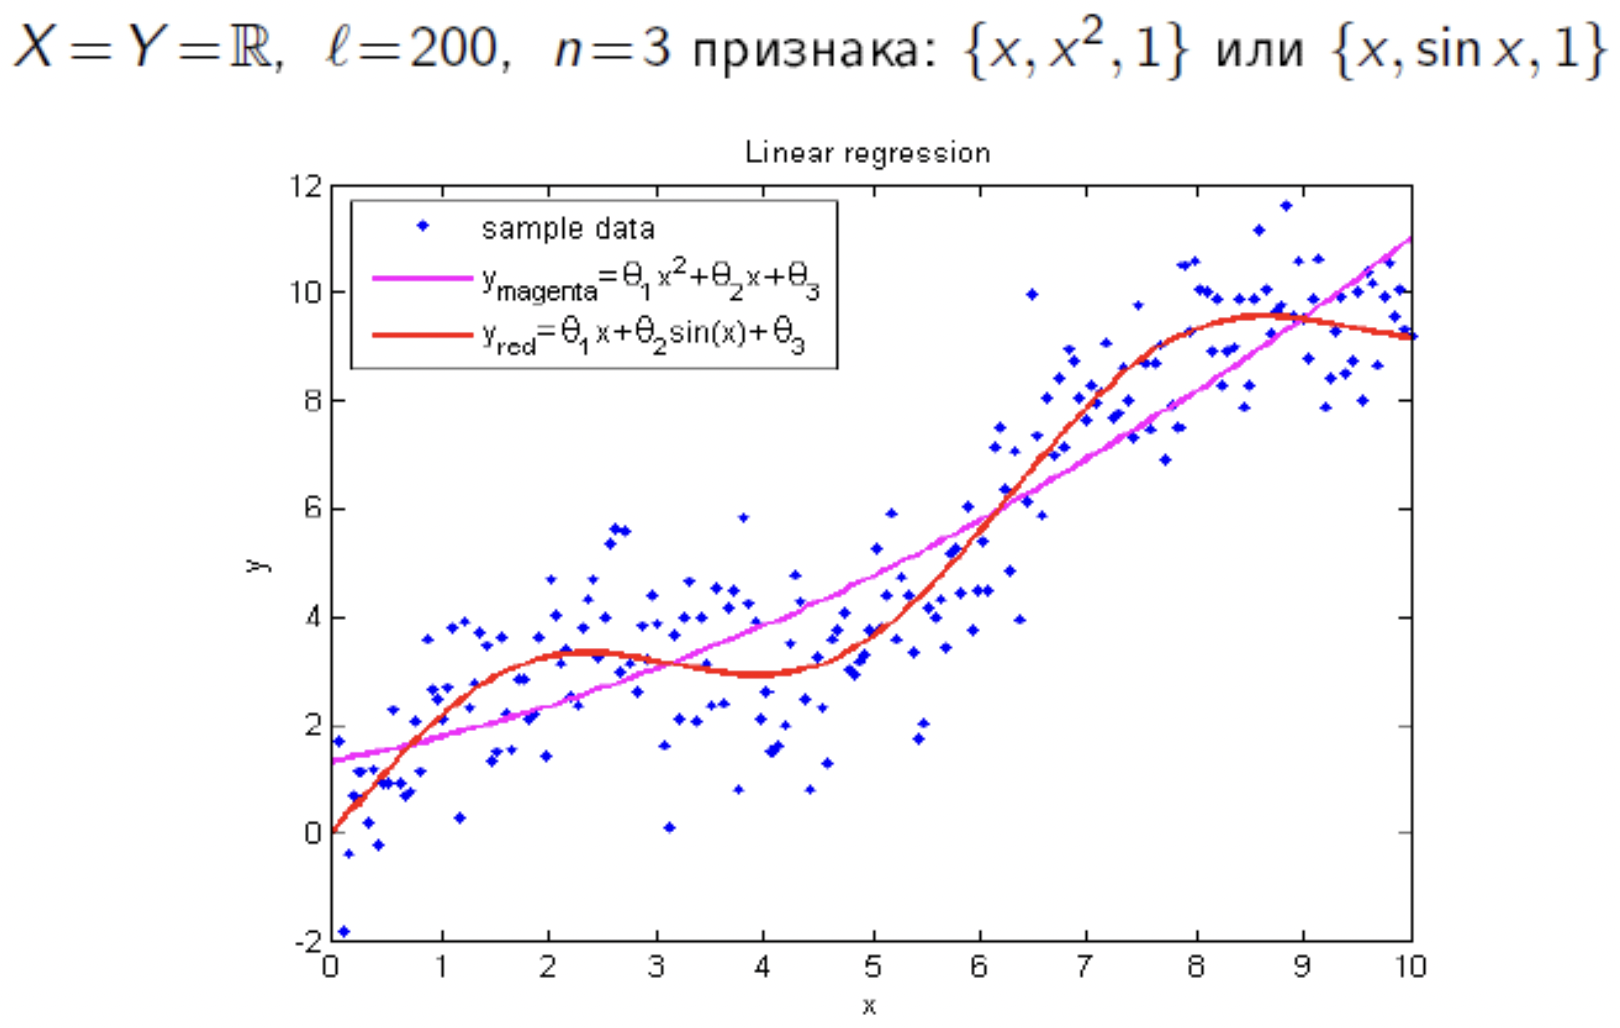 X = Y = ℝ, ℓ = 200, n = 3 признака: {x, x², 1} или {x, sin x, 1}
Linear regression
sample data
y_magenta=θ₁x²+θ₂x+θ₃
y_red=θ₁x+θ₂sin(x)+θ₃
12
10
8
6
4
2
0
-2
y
0 1 2 3 4 5 6 7 8 9 10
x